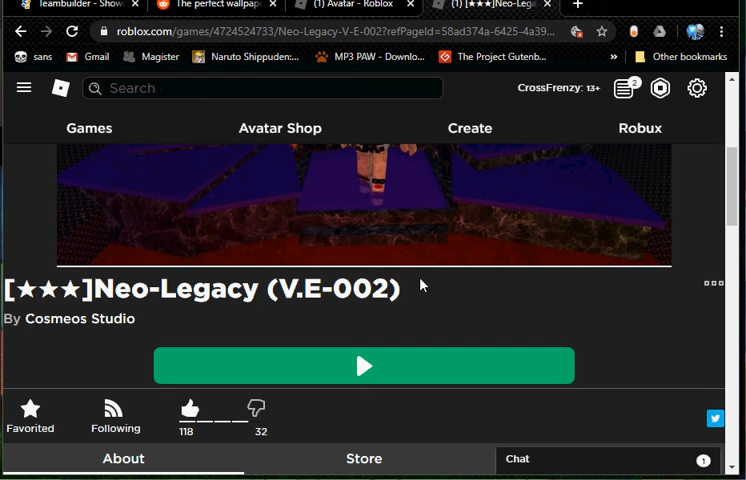 Teambuilder - Show
The perfect wallpap
(1) Avatar - Roblox
(1) [★★★]Neo-Lega
roblox.com/games/4724524733/Neo-Legacy-V-E-002?refPageId=58ad374a-6425-4a39...
sans
Gmail
Magister
Naruto Shippuden:...
MP3 PAW - Downlo...
The Project Gutenb...
»
Other bookmarks
Search
CrossFrenzy: 13+
2
Games
Avatar Shop
Create
Robux
[★★★]Neo-Legacy (V.E-002)
By Cosmeos Studio
Favorited
Following
118
32
About
Store
Chat
1